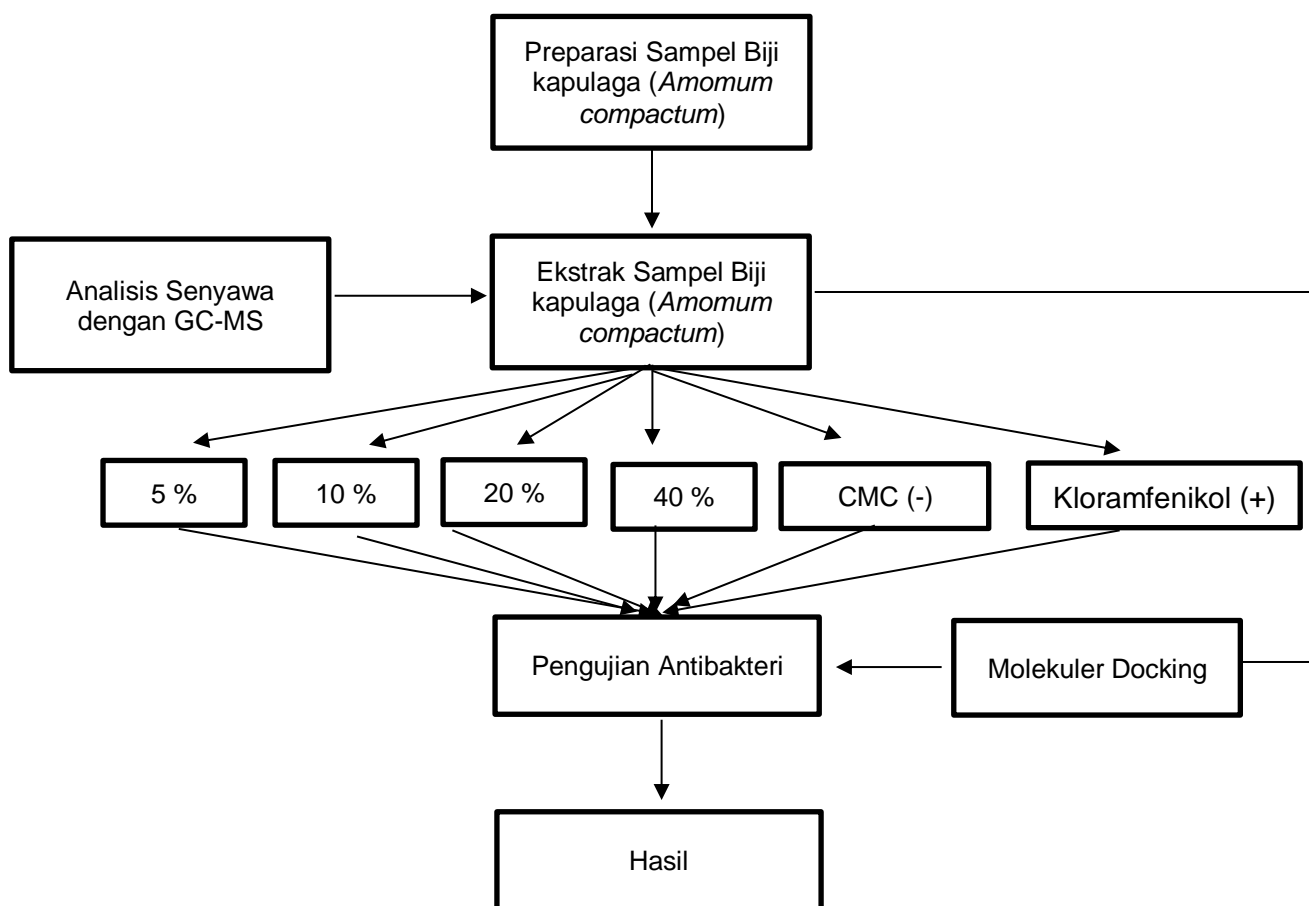 Preparasi Sampel Biji
kapulaga (Amomum
compactum)
Analisis Senyawa
dengan GC-MS
Ekstrak Sampel Biji
kapulaga (Amomum
compactum)
5 %
10 %
20 %
40 %
CMC (-)
Kloramfenikol (+)
Pengujian Antibakteri
Molekuler Docking
Hasil